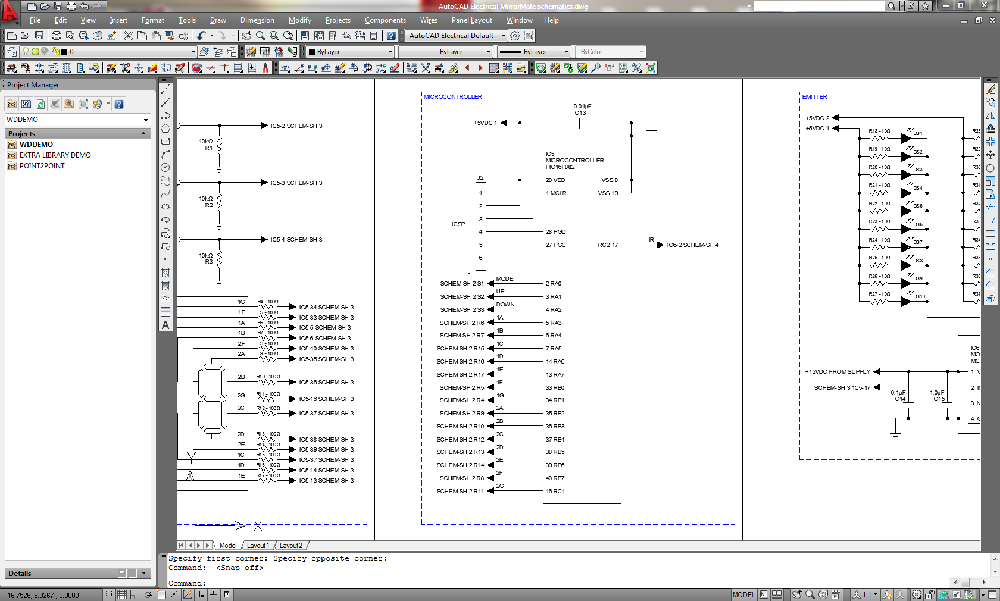 AutoCAD Electrical MirrorMate schematics.dwg
File Edit View Insert Format Tools Draw Dimension Modify Projects Components Wires Panel Layout Window Help
AutoCAD Electrical Default
0
ByLayer
ByLayer
ByLayer
ByColor
Project Manager
WDDEMO
Projects
WDDEMO
EXTRA LIBRARY DEMO
POINT2POINT
Details
A
IC5-2 SCHEM-SH 3
10kΩ
R1
IC5-3 SCHEM-SH 3
10kΩ
R2
IC5-4 SCHEM-SH 3
10kΩ
R3
1G R4 - 100Ω IC5-34 SCHEM-SH 3
1F R5 - 100Ω IC5-33 SCHEM-SH 3
1A R6 - 100Ω IC5-5 SCHEM-SH 3
1B R7 - 100Ω IC5-6 SCHEM-SH 3
2F R8 - 100Ω IC5-40 SCHEM-SH 3
2A R9 - 100Ω IC5-35 SCHEM-SH 3
2B R10 - 100Ω IC5-36 SCHEM-SH 3
2G R11 - 100Ω IC5-16 SCHEM-SH 3
2C R12 - 100Ω IC5-37 SCHEM-SH 3
2D R13 - 100Ω IC5-38 SCHEM-SH 3
2E R14 - 100Ω IC5-39 SCHEM-SH 3
1C R15 - 100Ω IC5-37 SCHEM-SH 3
1D R16 - 100Ω IC5-14 SCHEM-SH 3
1E R17 - 100Ω IC5-13 SCHEM-SH 3
Y
X
MICROCONTROLLER
0.01µF
C13
+5VDC 1
IC5
MICROCONTROLLER
PIC16F882
J2
20 VDD VSS 8
1 1 MCLR VSS 19
2
3
ICSP
4 28 PGD
5 27 PGC RC2 17 IR IC6-2 SCHEM-SH 4
6
SCHEM-SH 2 S1 MODE 2 RA0
SCHEM-SH 2 S2 UP 3 RA1
SCHEM-SH 2 S3 DOWN 4 RA2
SCHEM-SH 2 R6 1A 5 RA3
SCHEM-SH 2 R7 1B 6 RA4
SCHEM-SH 2 R15 1C 7 RA5
SCHEM-SH 2 R16 1D 14 RA6
SCHEM-SH 2 R17 1E 13 RA7
SCHEM-SH 2 R5 1F 33 RB0
SCHEM-SH 2 R4 1G 34 RB1
SCHEM-SH 2 R9 2A 35 RB2
SCHEM-SH 2 R10 2B 36 RB3
SCHEM-SH 2 R12 2C 37 RB4
SCHEM-SH 2 R13 2D 38 RB5
SCHEM-SH 2 R14 2E 39 RB6
SCHEM-SH 2 R8 2F 40 RB7
SCHEM-SH 2 R11 2G 16 RC1
EMITTER
+5VDC 2
+5VDC 1
R18 -10Ω DS1 R28
R19 -10Ω DS2 R29
R20 -10Ω DS3 R30
R21 -10Ω DS4 R31
R22 -10Ω DS5 R32
R23 -10Ω DS6 R33
R24 -10Ω DS7 R34
R25 -10Ω DS8 R35
R26 -10Ω DS9 R36
R27 -10Ω DS10 R37
IC6
MO
MC
+12VDC FROM SUPPLY 1 V
SCHEM-SH 3 1C5-17 2 I
0.1µF 1.0µF
C14 C15
3 N
4
Model Layout1 Layout2
Specify first corner: Specify opposite corner:
Command: <Snap off>
Command:
16.7526, 8.0267 , 0.0000
MODEL
1:1